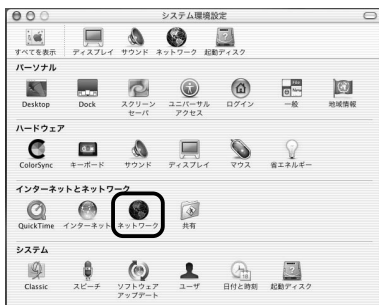 システム環境設定
すべてを表示 ディスプレイ サウンド ネットワーク 起動ディスク
パーソナル
Desktop Dock スクリーンセーバ ユニバーサルアクセス ログイン 一般 地域情報
ハードウェア
ColorSync キーボード サウンド ディスプレイ マウス 省エネルギー
インターネットとネットワーク
QuickTime インターネット ネットワーク 共有
システム
Classic スピーチ ソフトウェアアップデート ユーザ 日付と時刻 起動ディスク